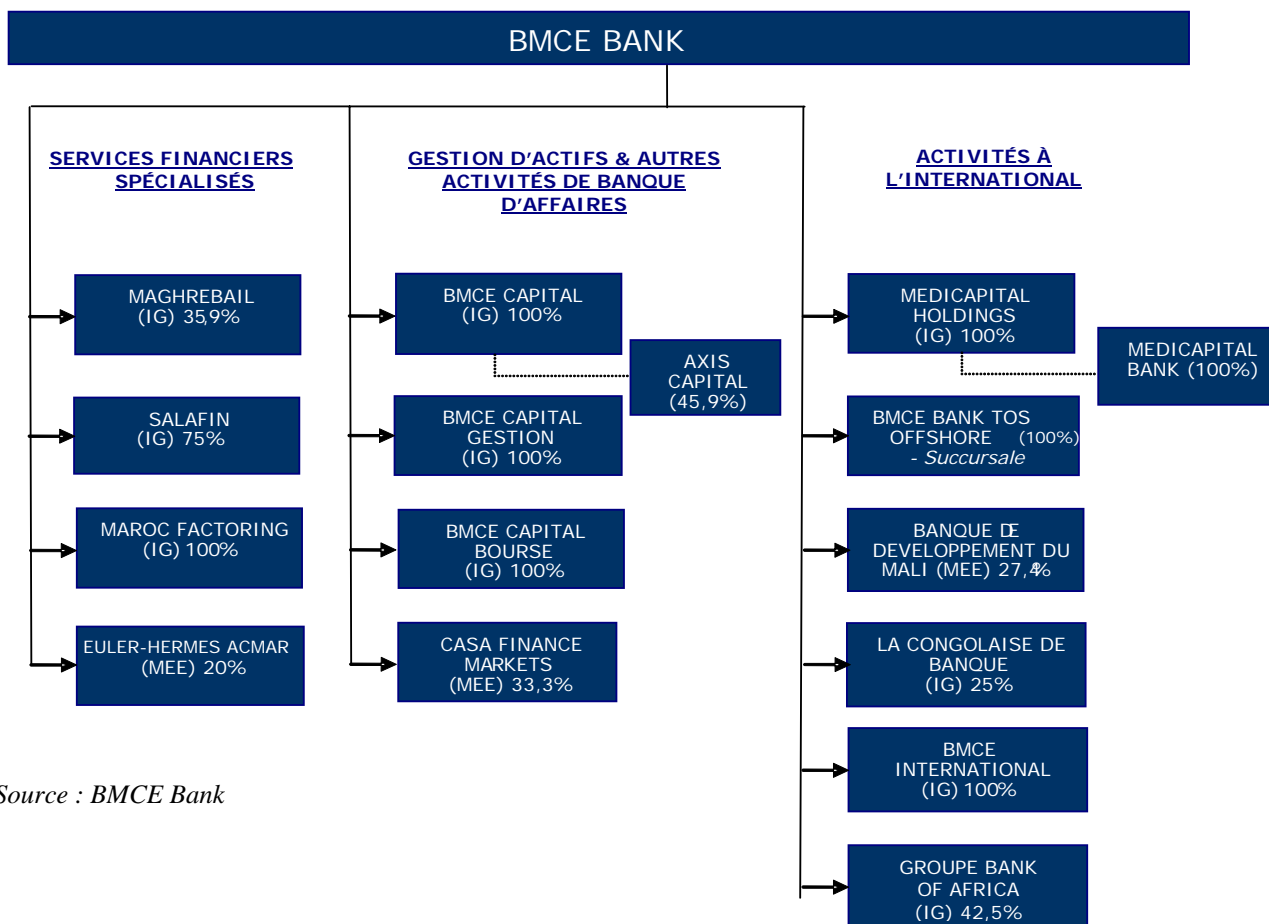 BMCE BANK
SERVICES FINANCIERS
SPÉCIALISÉS
MAGHREBAIL
(IG) 35,9%
SALAFIN
(IG) 75%
MAROC FACTORING
(IG) 100%
EULER-HERMES ACMAR
(MEE) 20%
GESTION D'ACTIFS & AUTRES
ACTIVITÉS DE BANQUE
D'AFFAIRES
BMCE CAPITAL
(IG) 100%
AXIS
CAPITAL
(45,9%)
BMCE CAPITAL
GESTION
(IG) 100%
BMCE CAPITAL
BOURSE
(IG) 100%
CASA FINANCE
MARKETS
(MEE) 33,3%
ACTIVITÉS À
L'INTERNATIONAL
MEDICAPITAL
HOLDINGS
(IG) 100%
MEDICAPITAL
BANK (100%)
BMCE BANK TOS
OFFSHORE (100%)
- Succursale
BANQUE DE
DEVELOPPEMENT DU
MALI (MEE) 27,4%
LA CONGOLAISE DE
BANQUE
(IG) 25%
BMCE
INTERNATIONAL
(IG) 100%
GROUPE BANK
OF AFRICA
(IG) 42,5%
Source : BMCE Bank